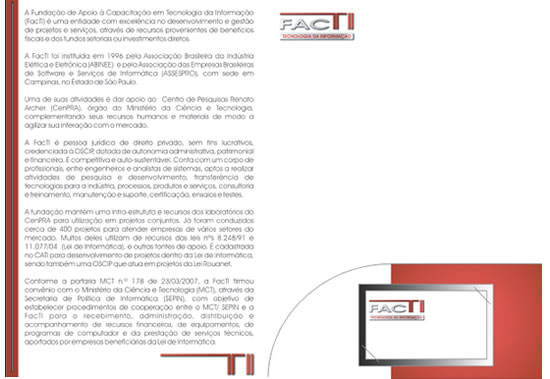 A Fundação de Apoio à Capacitação em Tecnologia da Informação
(FacTI) é uma entidade com excelência no desenvolvimento e gestão
de projetos e serviços, através de recursos provenientes de benefícios
fiscais e dos fundos setoriais ou investimentos diretos.
A FacTI foi instituída em 1996 pela Associação Brasileira da Indústria
Elétrica e Eletrônica (ABINEE) e pela Associação das Empresas Brasileiras
de Software e Serviços de Informática (ASSESPRO), com sede em
Campinas, no Estado de São Paulo.
Uma de suas atividades é dar apoio ao Centro de Pesquisas Renato
Archer (CenPRA), órgão do Ministério da Ciência e Tecnologia,
complementando seus recursos humanos e materiais de modo a
agilizar sua interação com o mercado.
A FacTI é pessoa jurídica de direito privado, sem fins lucrativos,
credenciada à OSCIP, dotada de autonomia administrativa, patrimonial
e financeira. É competitiva e auto-sustentável. Conta com um corpo de
profissionais, entre engenheiros e analistas de sistemas, aptos a realizar
atividades de pesquisa e desenvolvimento, transferência de
tecnologias para a indústria, processos, produtos e serviços, consultoria
e treinamento, manutenção e suporte, certificação, ensaios e testes.
A fundação mantém uma infra-estrutura e recursos dos laboratórios do
CenPRA para utilização em projetos conjuntos. Já foram conduzidos
cerca de 400 projetos para atender empresas de vários setores do
mercado. Muitos deles utilizam de recursos das leis nºs 8.248/91 e
11.077/04 (Lei de Informática), e outras fontes de apoio. É cadastrada
no CATI para desenvolvimento de projetos dentro da Lei de Informática,
sendo também uma OSCIP que atua em projetos da Lei Rouanet.
Conforme a portaria MCT n.º 178 de 23/03/2007, a FacTI firmou
convênio com o Ministério da Ciência e Tecnologia (MCT), através da
Secretaria de Política de Informática (SEPIN), com objetivo de
estabelecer procedimentos de cooperação entre o MCT/ SEPIN e a
FacTI para o recebimento, administração, distribuição e
acompanhamento de recursos financeiros, de equipamentos, de
programas de computador e da prestação de serviços técnicos,
aportados por empresas beneficiárias da Lei de Informática.
TI
FACTI
TECNOLOGIA DA INFORMAÇÃO
FACTI
TECNOLOGIA DA INFORMAÇÃO